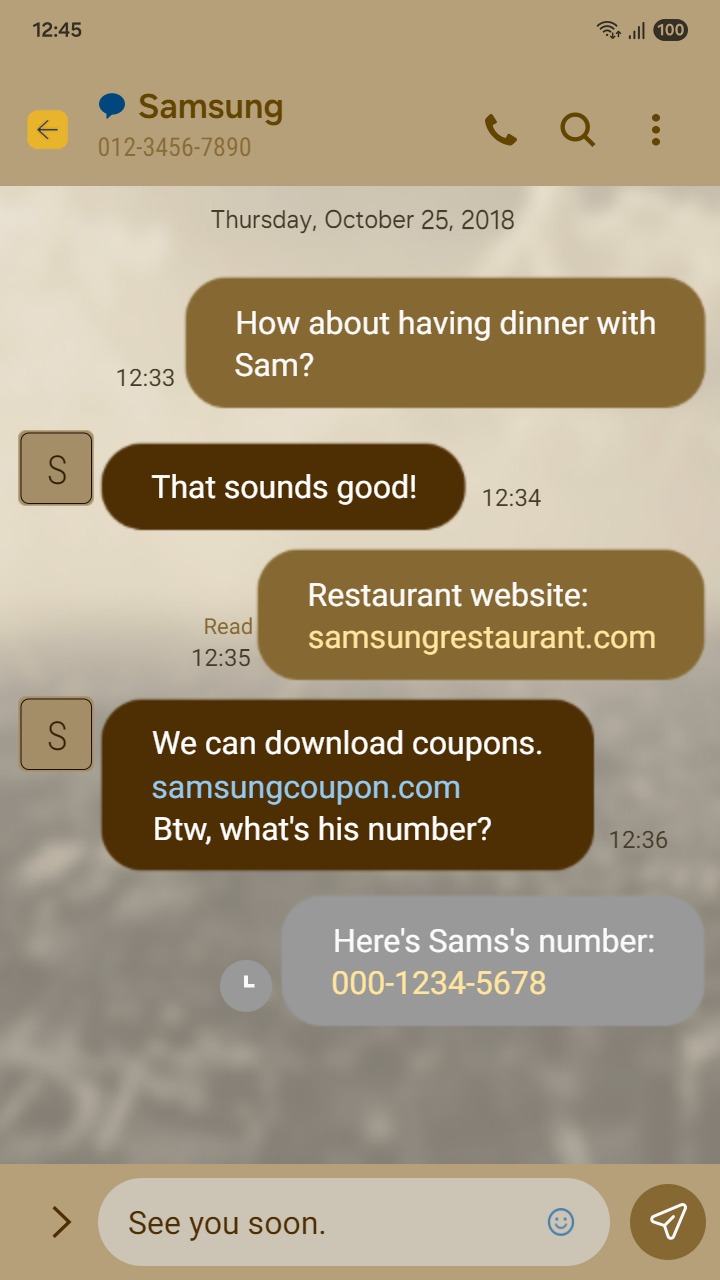 12:45
100
Samsung
012-3456-7890
Thursday, October 25, 2018
How about having dinner with
Sam?
12:33
S
That sounds good!
12:34
Restaurant website:
samsungrestaurant.com
Read
12:35
S
We can download coupons.
samsungcoupon.com
Btw, what's his number?
12:36
Here's Sams's number:
000-1234-5678
See you soon.